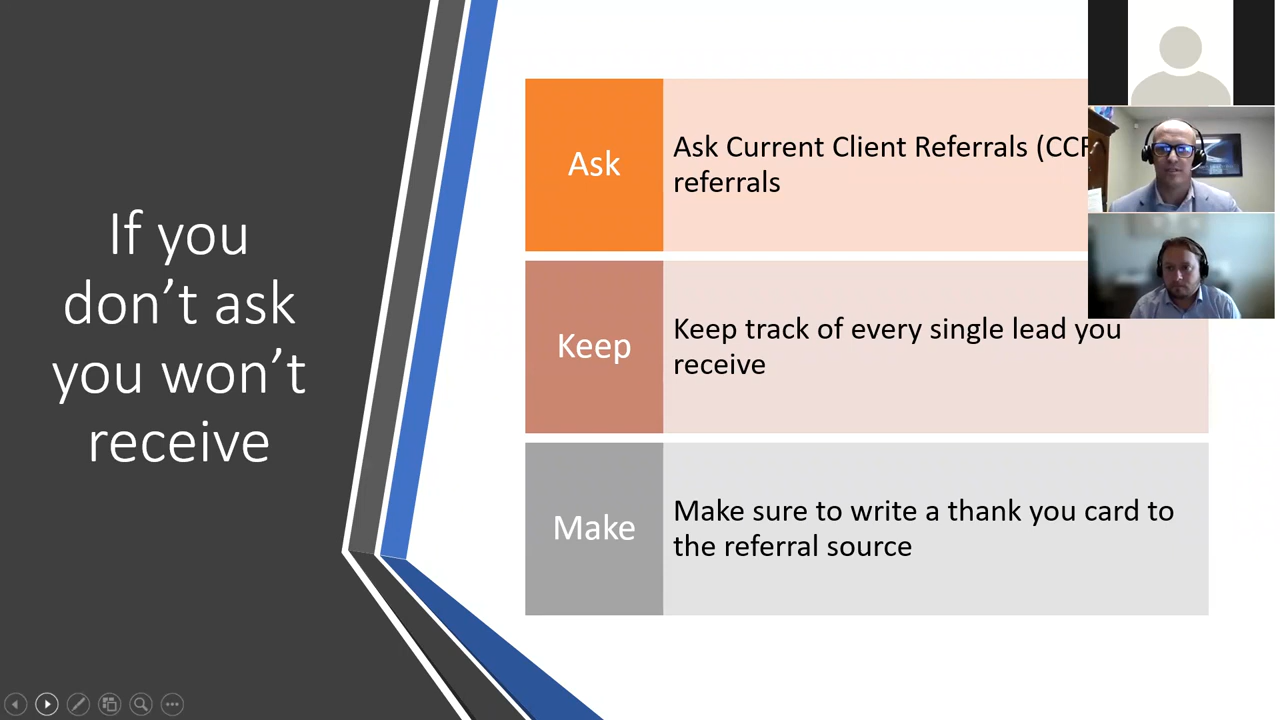 If you
don't ask
you won't
receive
Ask
Ask Current Client Referrals
referrals
Keep
Keep track of every single lead you
receive
Make
Make sure to write a thank you card to
the referral source